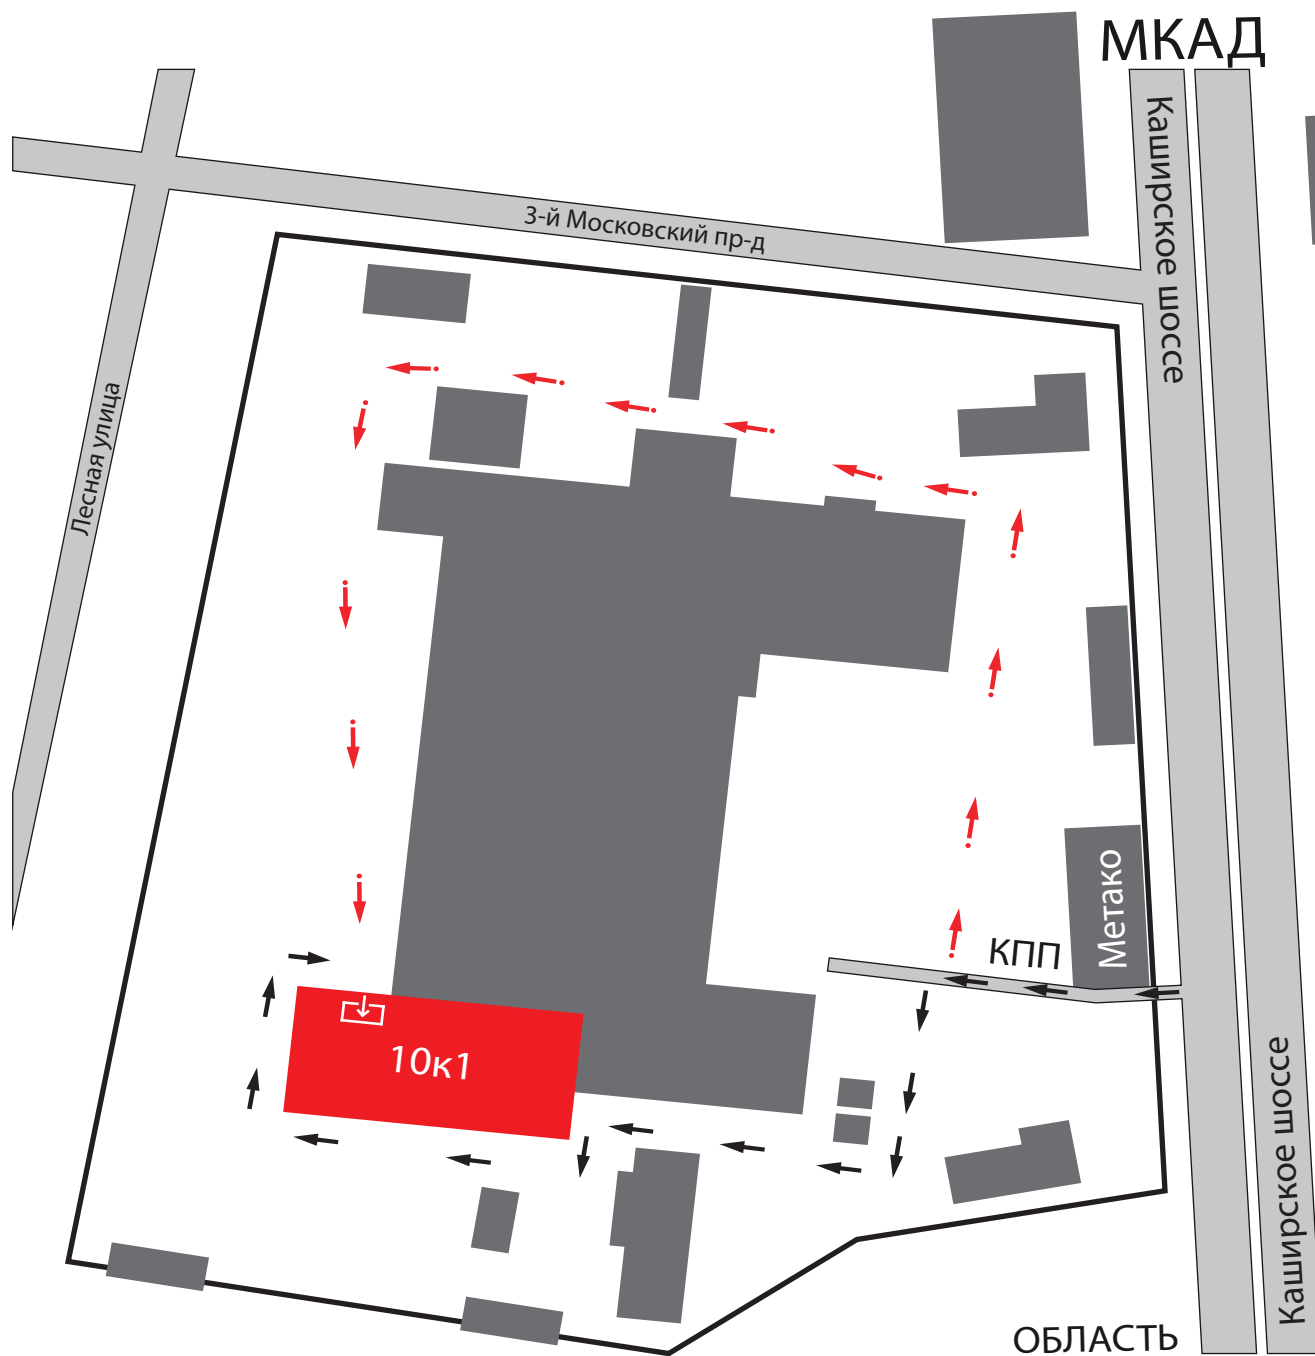 МКАД
Каширское шоссе
3-й Московский пр-д
Лесная улица
Метако
КПП
10к1
Каширское шоссе
ОБЛАСТЬ